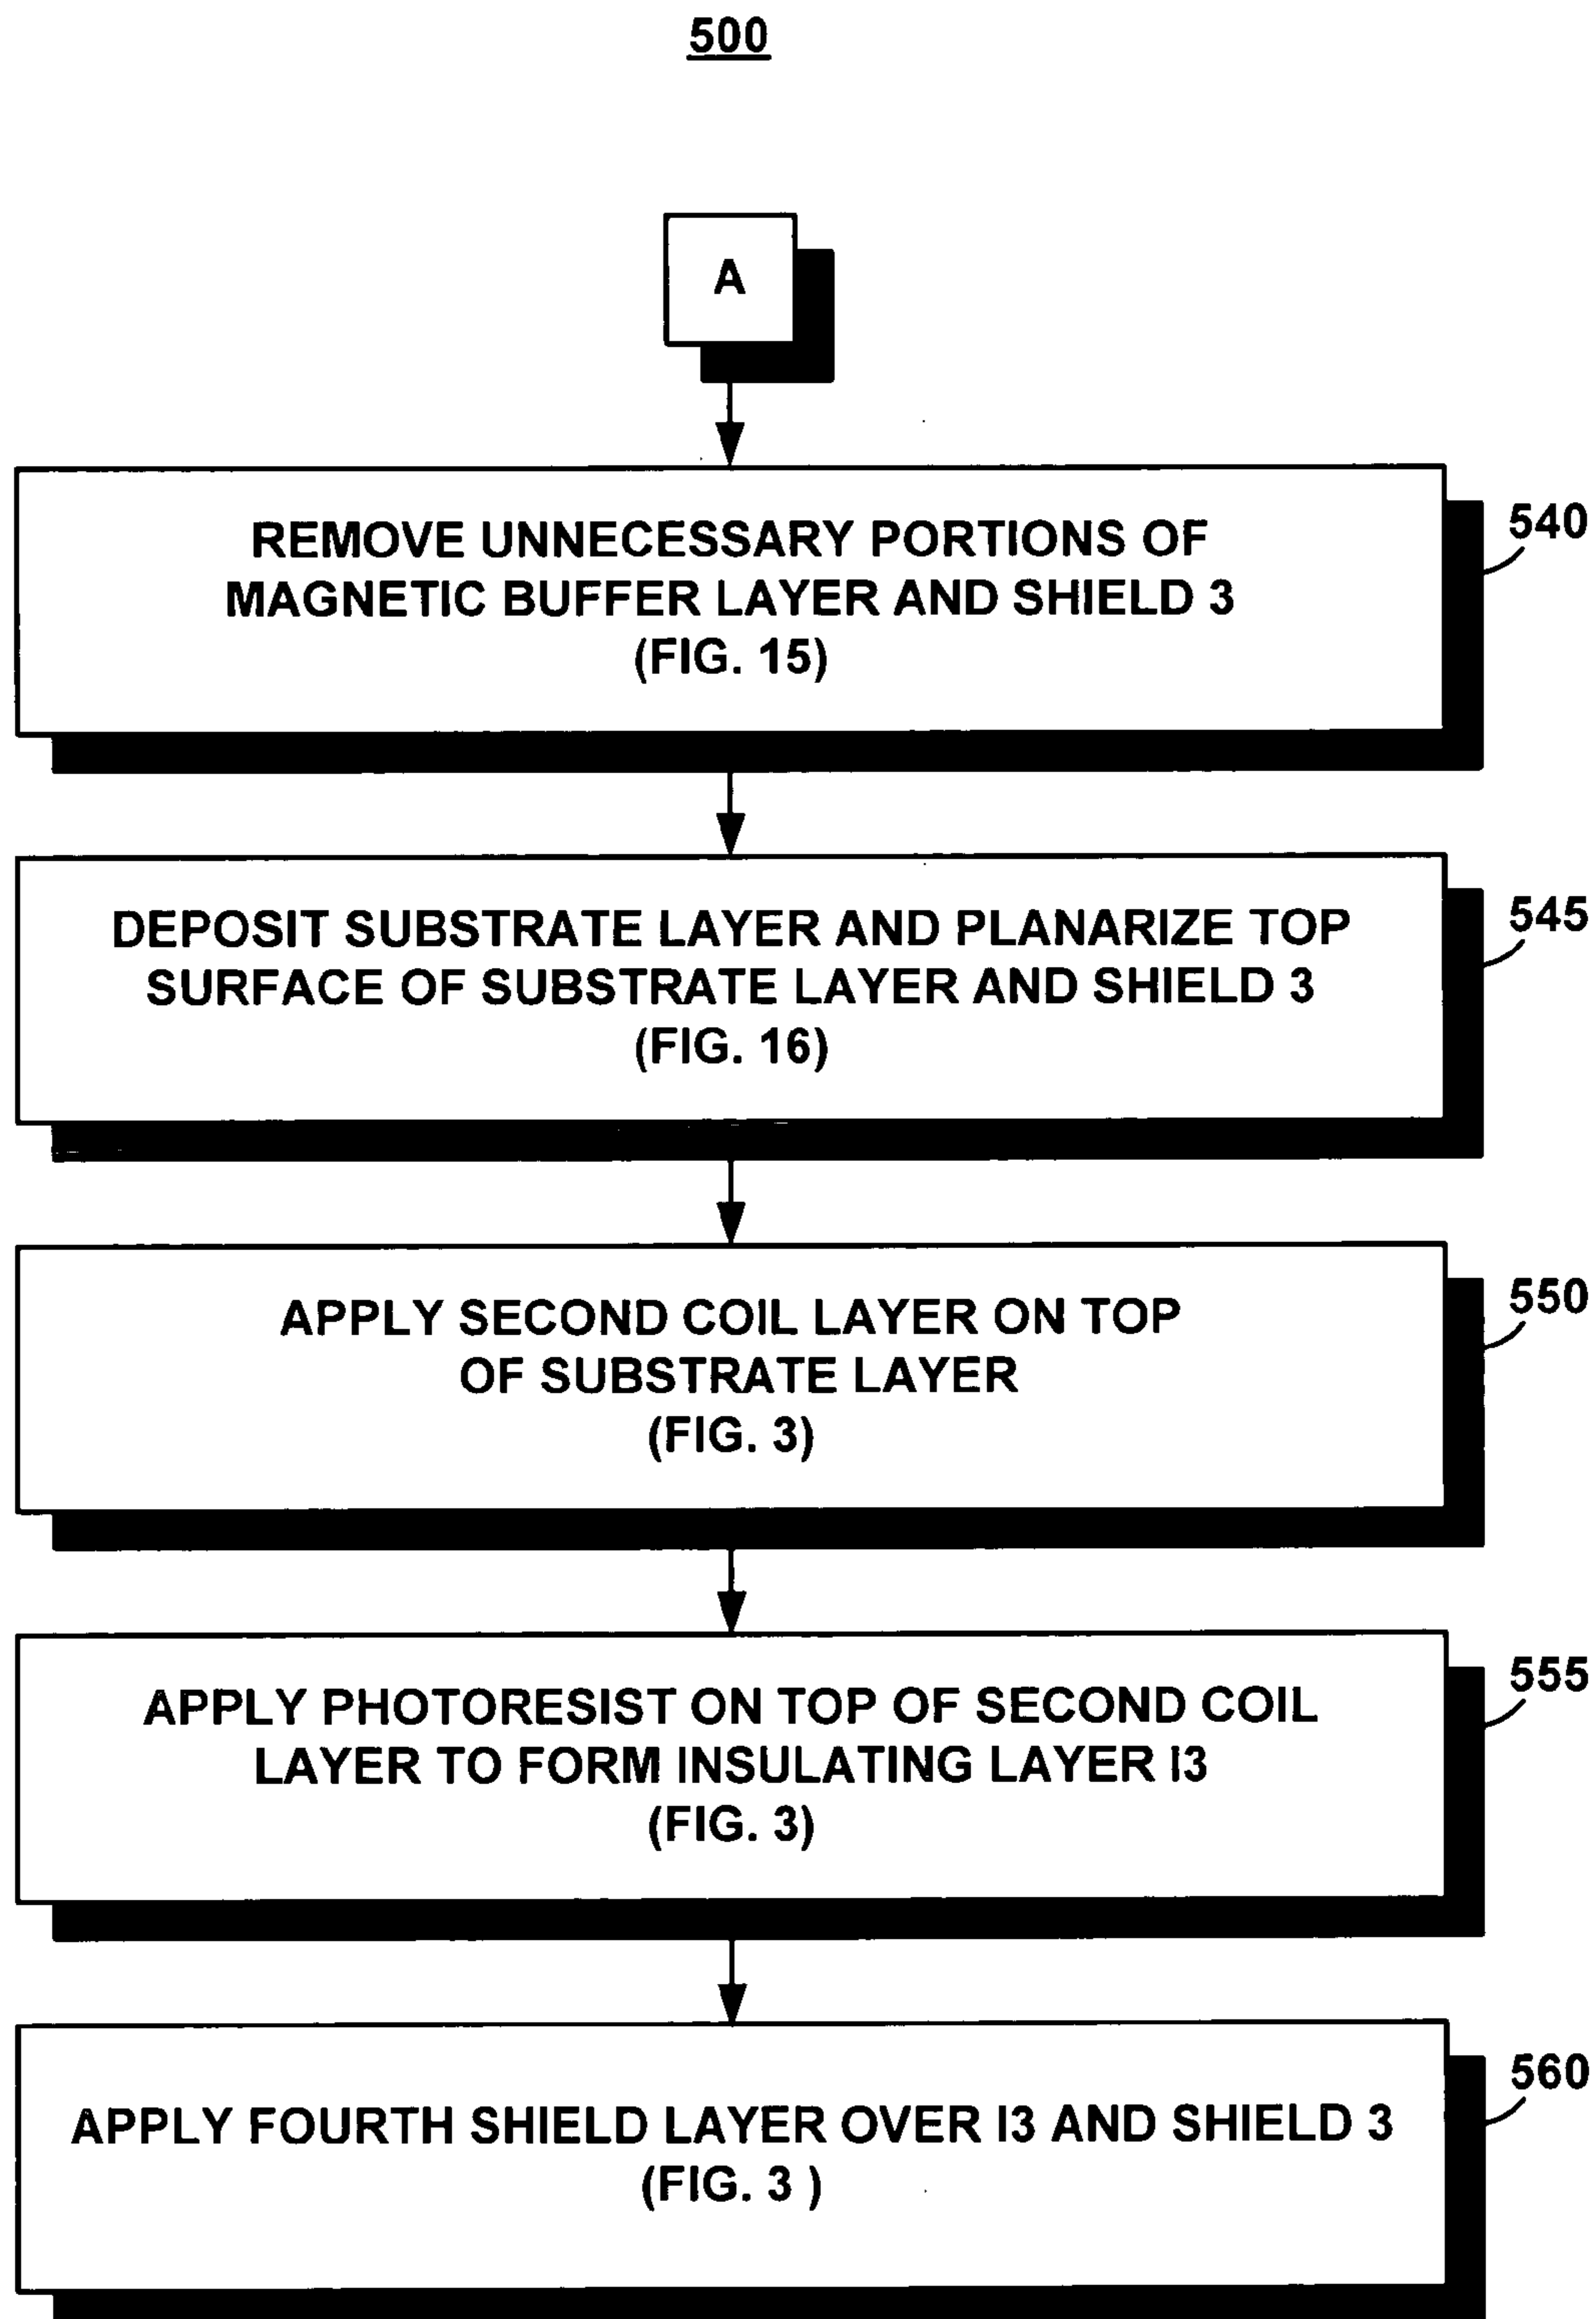 500
A
REMOVE UNNECESSARY PORTIONS OF
MAGNETIC BUFFER LAYER AND SHIELD 3
(FIG. 15)
540
DEPOSIT SUBSTRATE LAYER AND PLANARIZE TOP
SURFACE OF SUBSTRATE LAYER AND SHIELD 3
(FIG. 16)
545
APPLY SECOND COIL LAYER ON TOP
OF SUBSTRATE LAYER
(FIG. 3)
550
APPLY PHOTORESIST ON TOP OF SECOND COIL
LAYER TO FORM INSULATING LAYER I3
(FIG. 3)
555
APPLY FOURTH SHIELD LAYER OVER I3 AND SHIELD 3
(FIG. 3 )
560